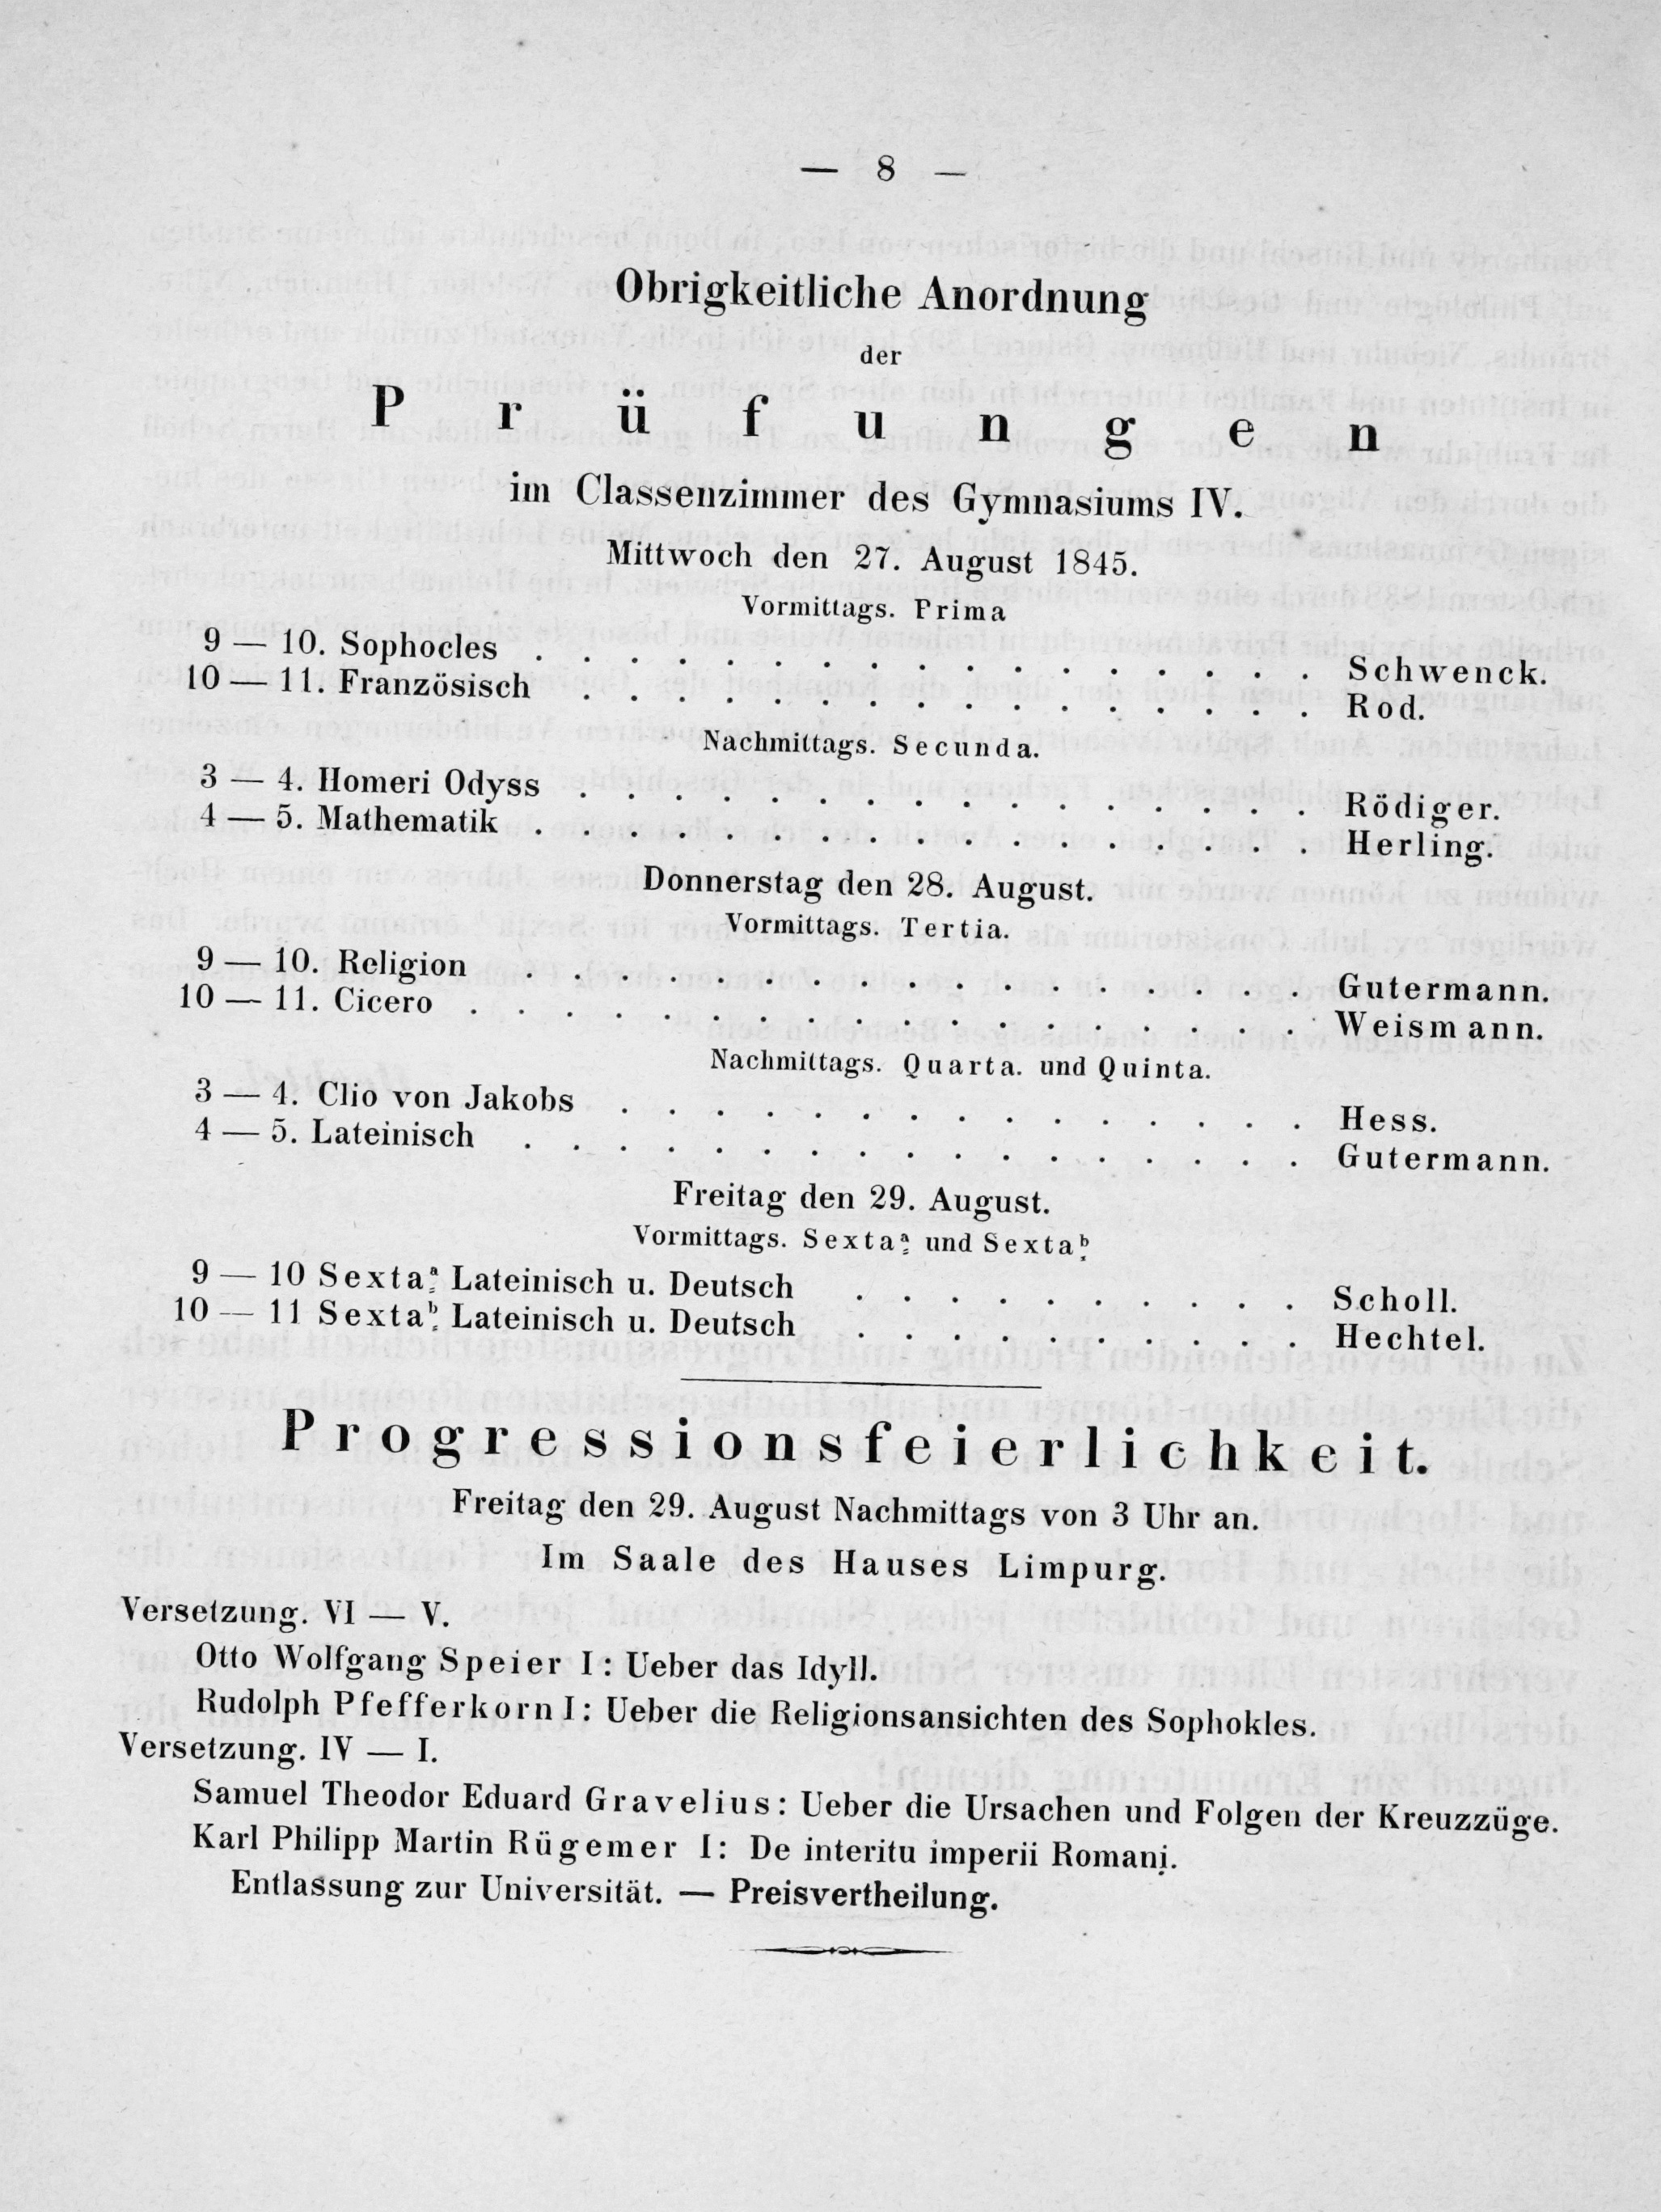 — 8 —
Obrigkeitliche Anordnung
der
Prüfungen
im Classenzimmer des Gymnasiums IV.
Mittwoch den 27. August 1845.
Vormittags. Prima
9 — 10. Sophocles . . . . . . . . . . . . . . . . . Schwenck.
10 — 11. Französisch . . . . . . . . . . . . . . . . Rod.
Nachmittags. Secunda.
3 — 4. Homeri Odyss . . . . . . . . . . . . . . . . Rödiger.
4 — 5. Mathematik . . . . . . . . . . . . . . . . . Herling.
Donnerstag den 28. August.
Vormittags. Tertia.
9 — 10. Religion . . . . . . . . . . . . . . . . . Gutermann.
10 — 11. Cicero . . . . . . . . . . . . . . . . . . Weismann.
Nachmittags. Quarta. und Quinta.
3 — 4. Clio von Jakobs . . . . . . . . . . . . . . . Hess.
4 — 5. Lateinisch . . . . . . . . . . . . . . . . . Gutermann.
Freitag den 29. August.
Vormittags. Sexta a. und Sexta b.
9 — 10 Sexta a. Lateinisch u. Deutsch . . . . . . . . . . Scholl.
10 — 11 Sexta b. Lateinisch u. Deutsch . . . . . . . . . . Hechtel.
Progressionsfeierlichkeit.
Freitag den 29. August Nachmittags von 3 Uhr an.
Im Saale des Hauses Limpurg.
Versetzung. VI — V.
Otto Wolfgang Speier I: Ueber das Idyll.
Rudolph Pfefferkorn I: Ueber die Religionsansichten des Sophokles.
Versetzung. IV — I.
Samuel Theodor Eduard Gravelius: Ueber die Ursachen und Folgen der Kreuzzüge.
Karl Philipp Martin Rügemer I: De interitu imperii Romani.
Entlassung zur Universität. — Preisvertheilung.